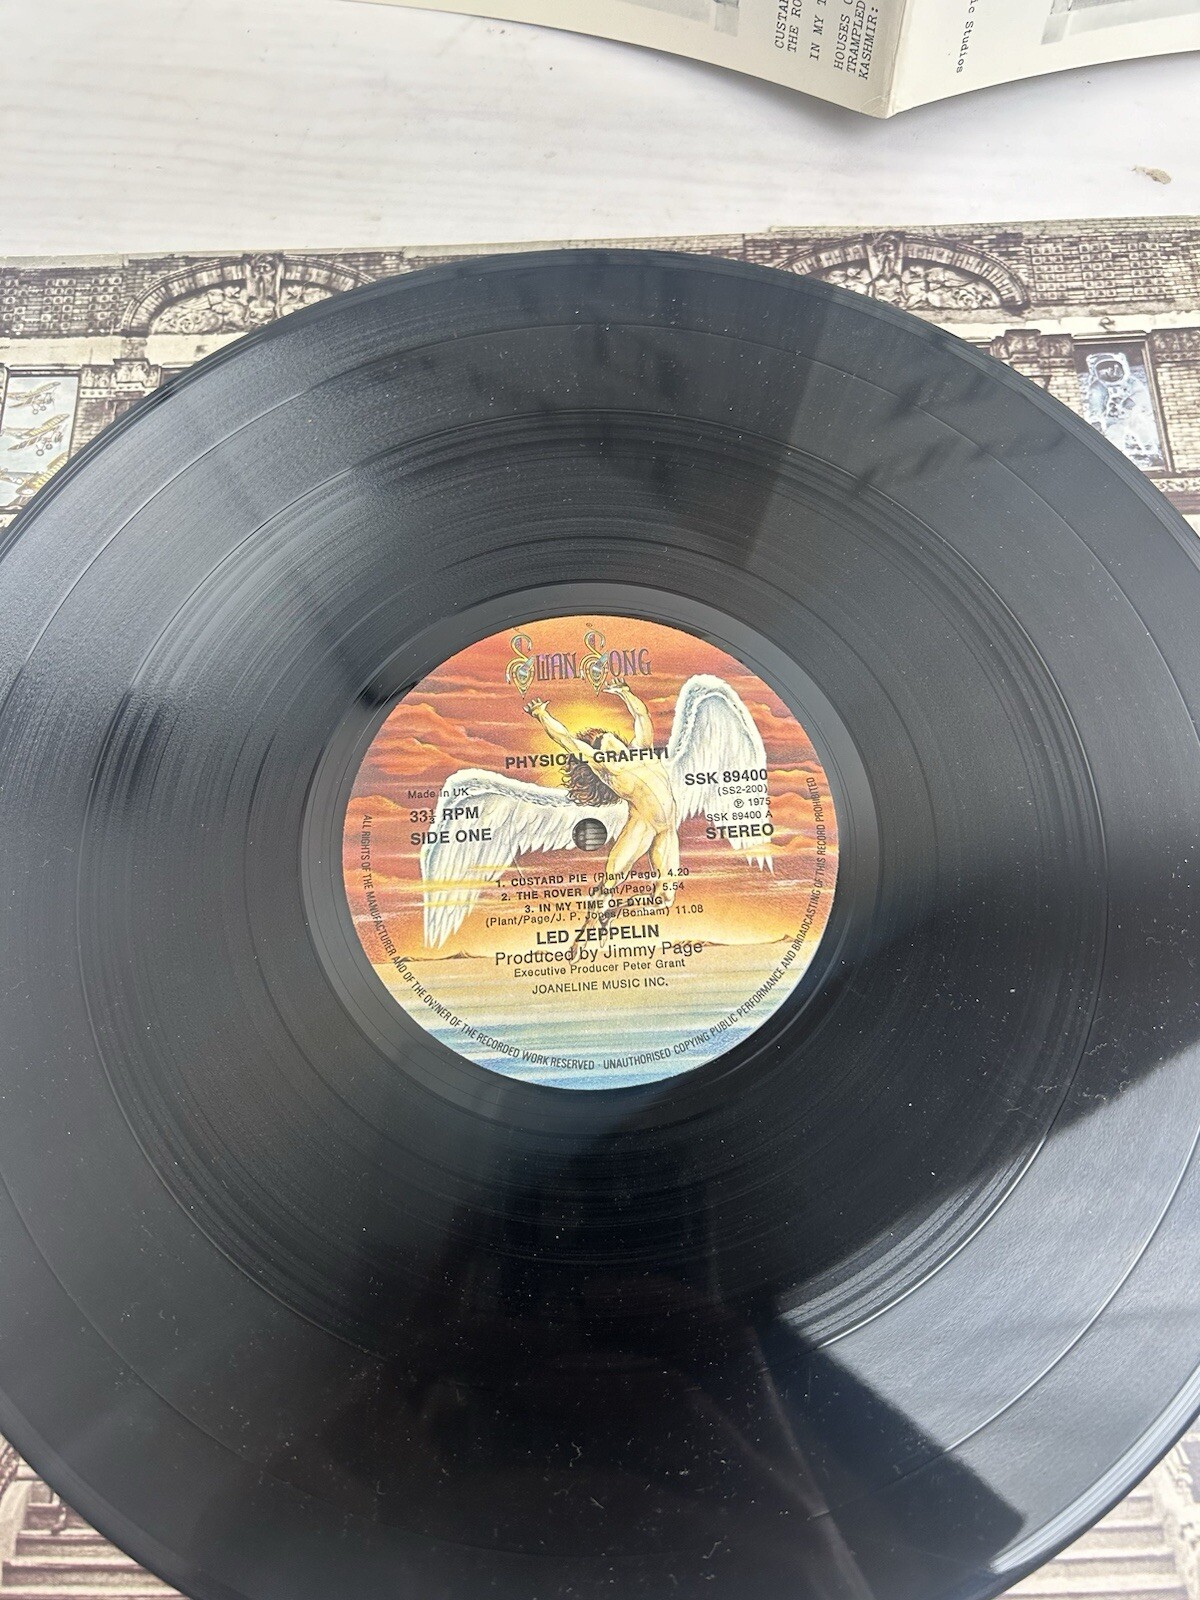 CUSTA
THE RO
IN MY T
HOUSES O
TRAMPLED
KASHMIR:
ic Studios
SWAN SONG
PHYSICAL GRAFFITI
Made in UK
33⅓ RPM
SIDE ONE
SSK 89400
(SS2-200)
℗ 1975
SSK 89400 A
STEREO
1. CUSTARD PIE (Plant/Page) 4.20
2. THE ROVER (Plant/Page) 5.54
3. IN MY TIME OF DYING
(Plant/Page/J. P. Jones/Bonham) 11.08
LED ZEPPELIN
Produced by Jimmy Page
Executive Producer Peter Grant
JOANELINE MUSIC INC.
ALL RIGHTS OF THE MANUFACTURER AND OF THE OWNER OF THE RECORDED WORK RESERVED · UNAUTHORISED COPYING PUBLIC PERFORMANCE AND BROADCASTING OF THIS RECORD PROHIBITED